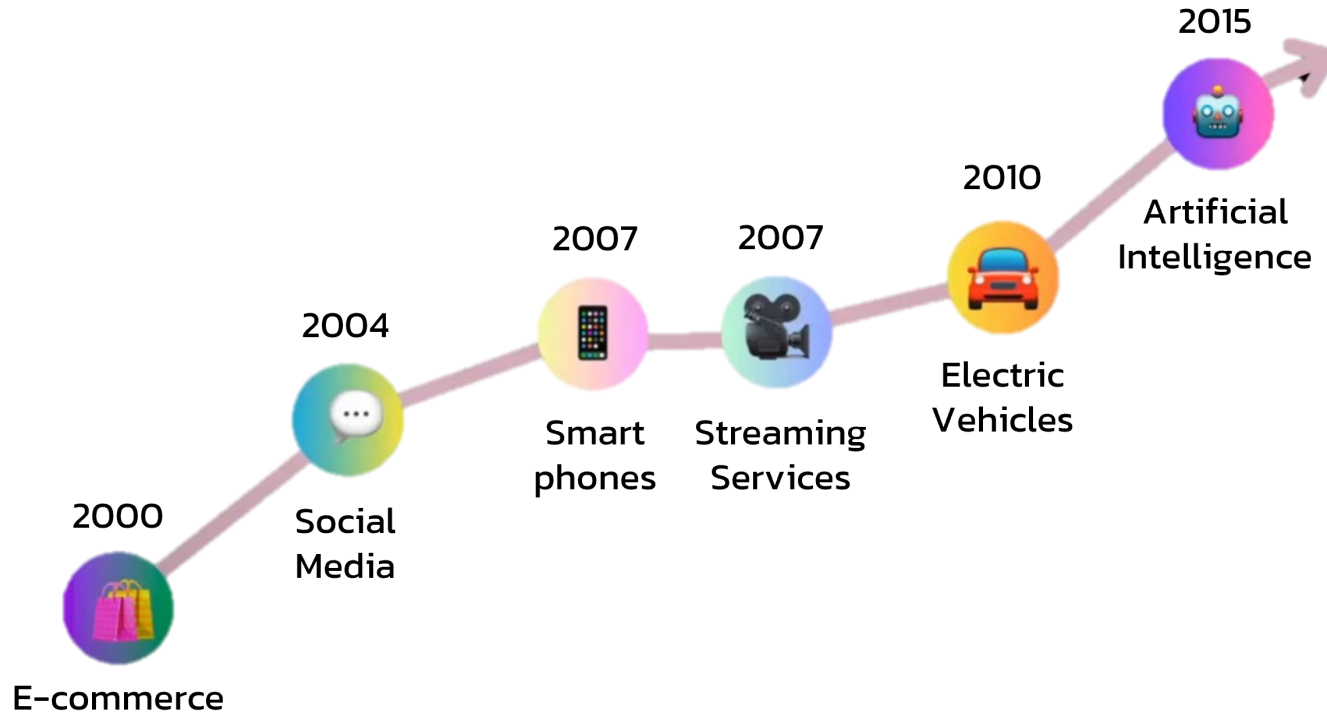 2000
E-commerce
2004
Social
Media
2007
Smart
phones
2007
Streaming
Services
2010
Electric
Vehicles
2015
Artificial
Intelligence